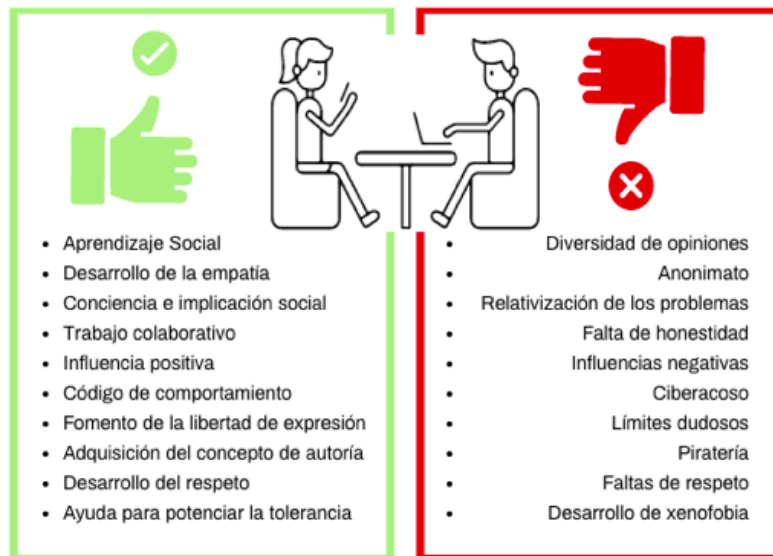 Aprendizaje Social
Desarrollo de la empatía
Conciencia e implicación social
Trabajo colaborativo
Influencia positiva
Código de comportamiento
Fomento de la libertad de expresión
Adquisición del concepto de autoría
Desarrollo del respeto
Ayuda para potenciar la tolerancia
Diversidad de opiniones
Anonimato
Relativización de los problemas
Falta de honestidad
Influencias negativas
Ciberacoso
Límites dudosos
Piratería
Faltas de respeto
Desarrollo de xenofobia